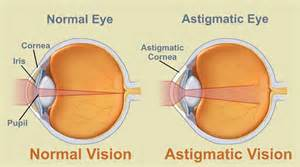 Normal Eye
Cornea
Iris
Pupil
Normal Vision
Astigmatic Eye
Astigmatic
Cornea
Astigmatic Vision